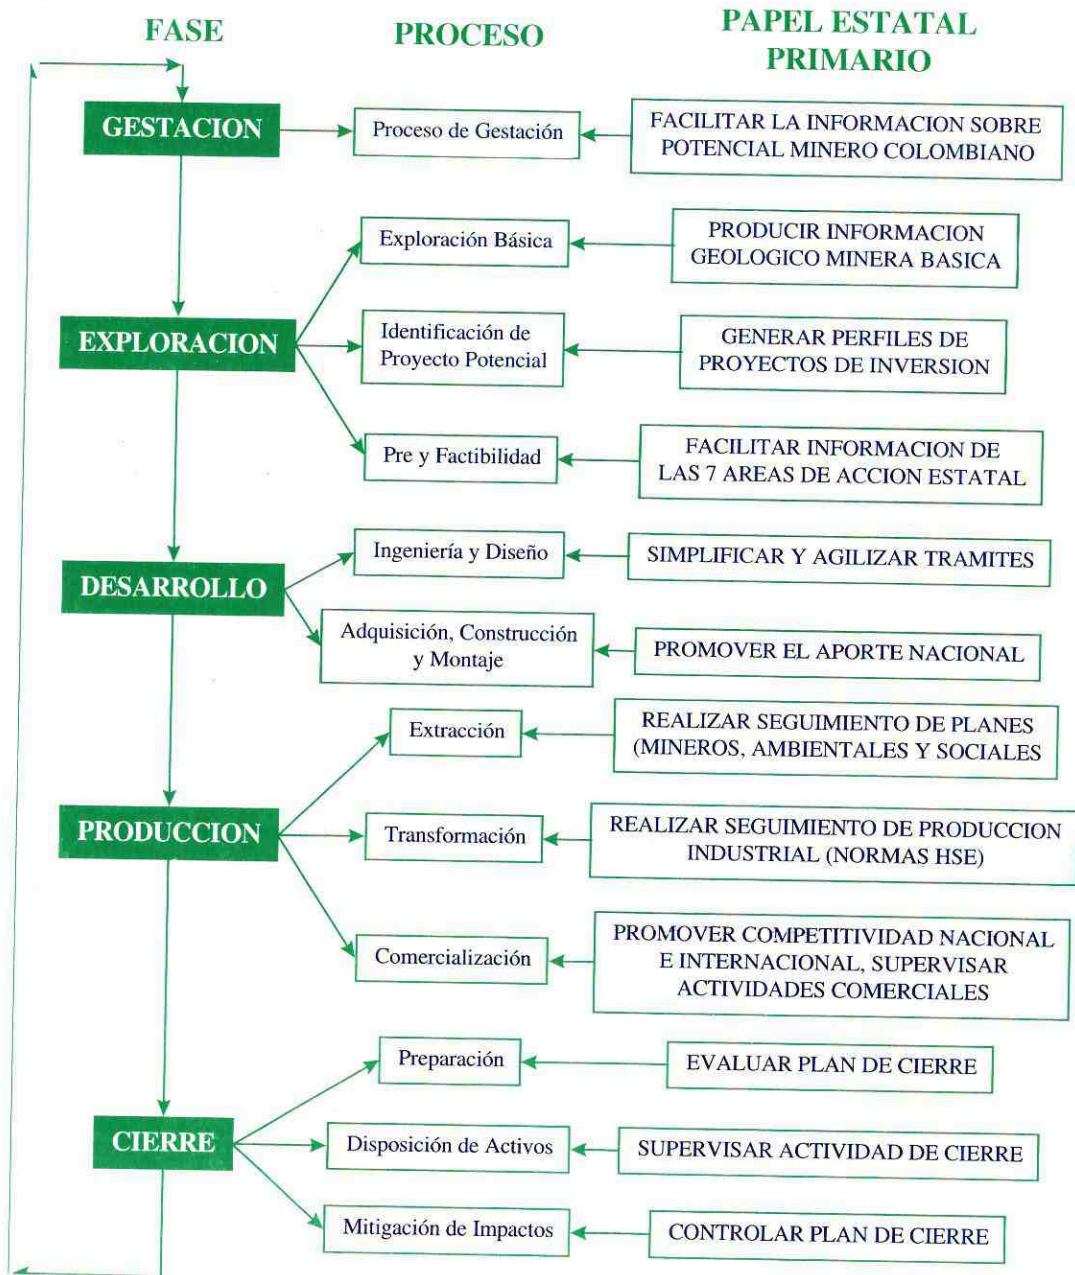 FASE
PROCESO
PAPEL ESTATAL
PRIMARIO
GESTACION
Proceso de Gestación
FACILITAR LA INFORMACION SOBRE
POTENCIAL MINERO COLOMBIANO
EXPLORACION
Exploración Básica
PRODUCIR INFORMACION
GEOLOGICO MINERA BASICA
Identificación de
Proyecto Potencial
GENERAR PERFILES DE
PROYECTOS DE INVERSION
Pre y Factibilidad
FACILITAR INFORMACION DE
LAS 7 AREAS DE ACCION ESTATAL
DESARROLLO
Ingeniería y Diseño
SIMPLIFICAR Y AGILIZAR TRAMITES
Adquisición, Construcción
y Montaje
PROMOVER EL APORTE NACIONAL
PRODUCCION
Extracción
REALIZAR SEGUIMIENTO DE PLANES
(MINEROS, AMBIENTALES Y SOCIALES
Transformación
REALIZAR SEGUIMIENTO DE PRODUCCION
INDUSTRIAL (NORMAS HSE)
Comercialización
PROMOVER COMPETITIVIDAD NACIONAL
E INTERNACIONAL, SUPERVISAR
ACTIVIDADES COMERCIALES
CIERRE
Preparación
EVALUAR PLAN DE CIERRE
Disposición de Activos
SUPERVISAR ACTIVIDAD DE CIERRE
Mitigación de Impactos
CONTROLAR PLAN DE CIERRE